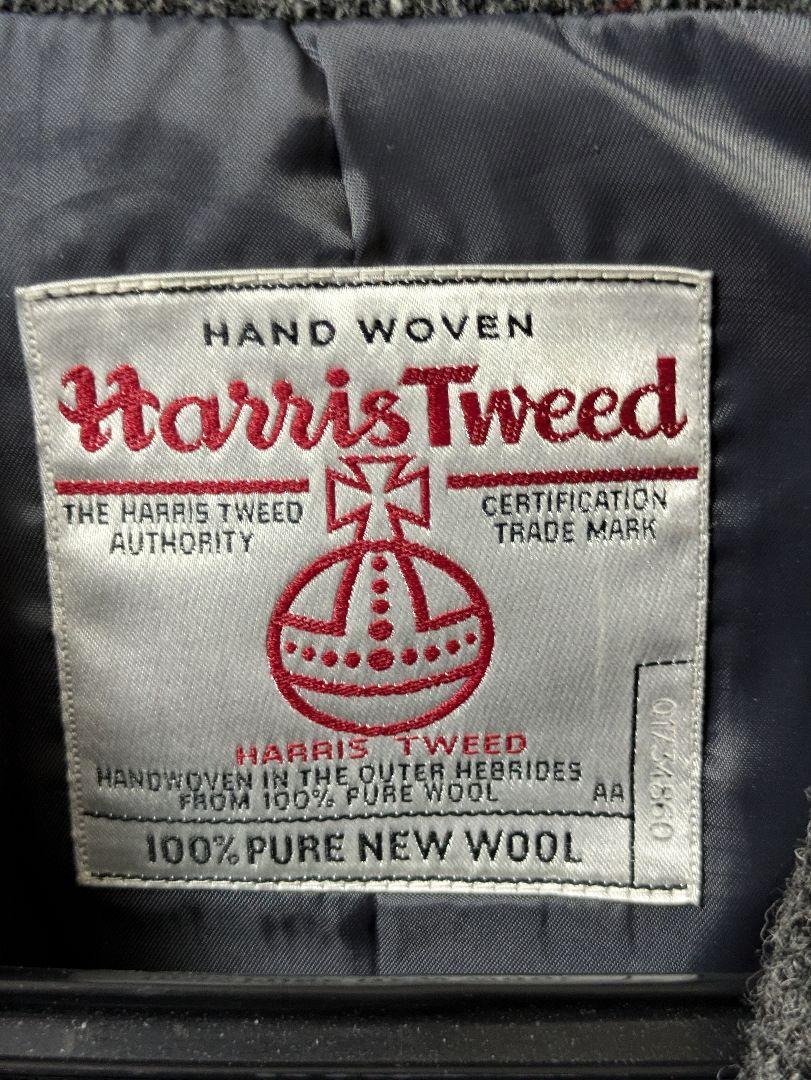 HAND WOVEN
Harris Tweed
THE HARRIS TWEED
AUTHORITY
CERTIFICATION
TRADE MARK
HARRIS TWEED
HANDWOVEN IN THE OUTER HEBRIDES
FROM 100% PURE WOOL
AA
100% PURE NEW WOOL